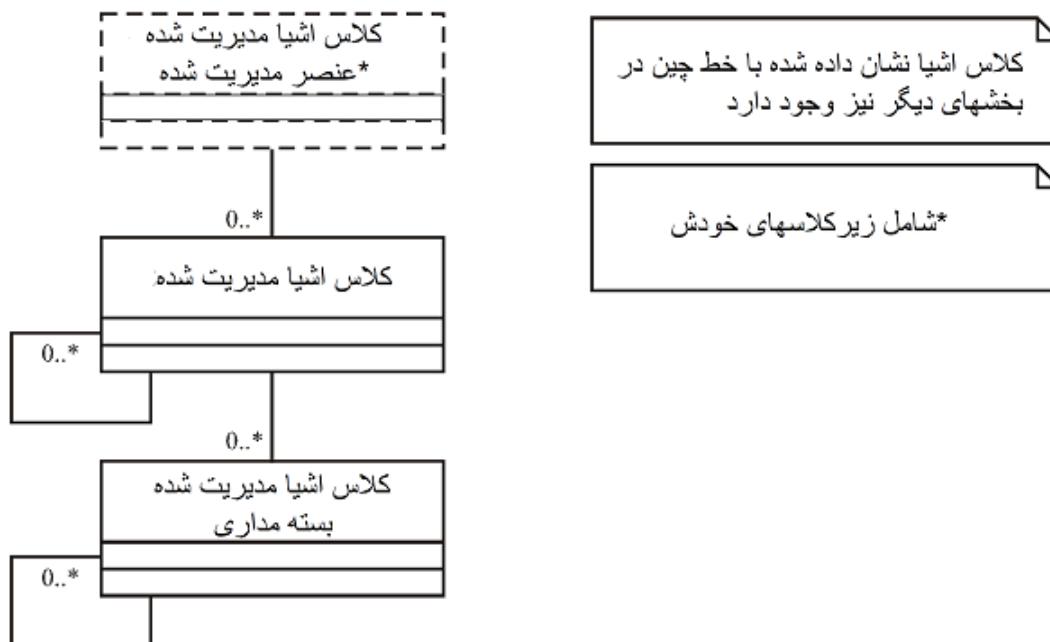 کلاس اشیا مدیریت شده
عنصر مدیریت شده*
0..*
کلاس اشیا مدیریت شده
0..*
0..*
کلاس اشیا مدیریت شده
بسته مداری
0..*
کلاس اشیا نشان داده شده با خط چین در
بخشهای دیگر نیز وجود دارد
*شامل زیرکلاسهای خودش